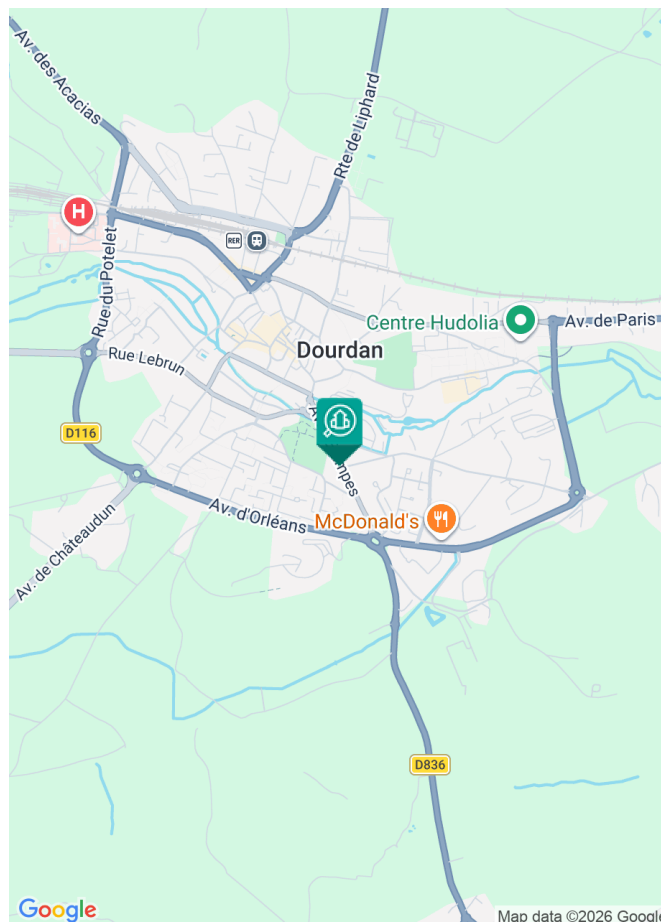 Av. des Acacias
Rte de Liphard
H
RER
Rue du Potelet
Centre Hudolia
Av. de Paris
Rue Lebrun
Dourdan
D116
Av. d'Orléans
McDonald's
Av. de Châteaudun
D836
Google
Map data ©2026 Google